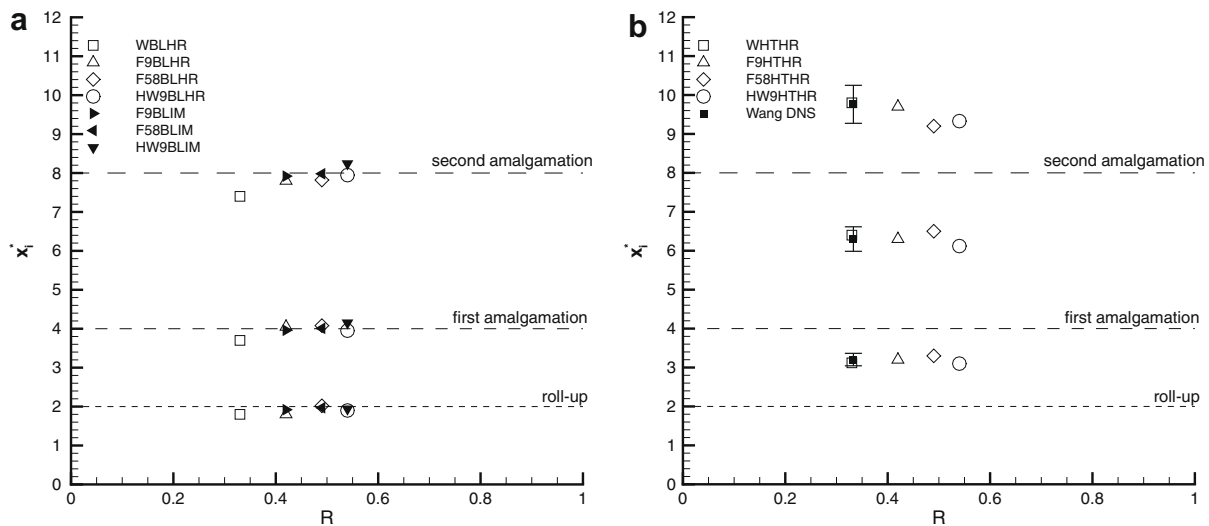 a
12
11
10
9
8
7
6
5
4
3
2
1
0
x*i
WBLHR
F9BLHR
F58BLHR
HW9BLHR
F9BLIM
F58BLIM
HW9BLIM
second amalgamation
first amalgamation
roll-up
0 0.2 0.4 0.6 0.8 1
R
b
12
11
10
9
8
7
6
5
4
3
2
1
0
x*i
WHTHR
F9HTHR
F58HTHR
HW9HTHR
Wang DNS
second amalgamation
first amalgamation
roll-up
0 0.2 0.4 0.6 0.8 1
R